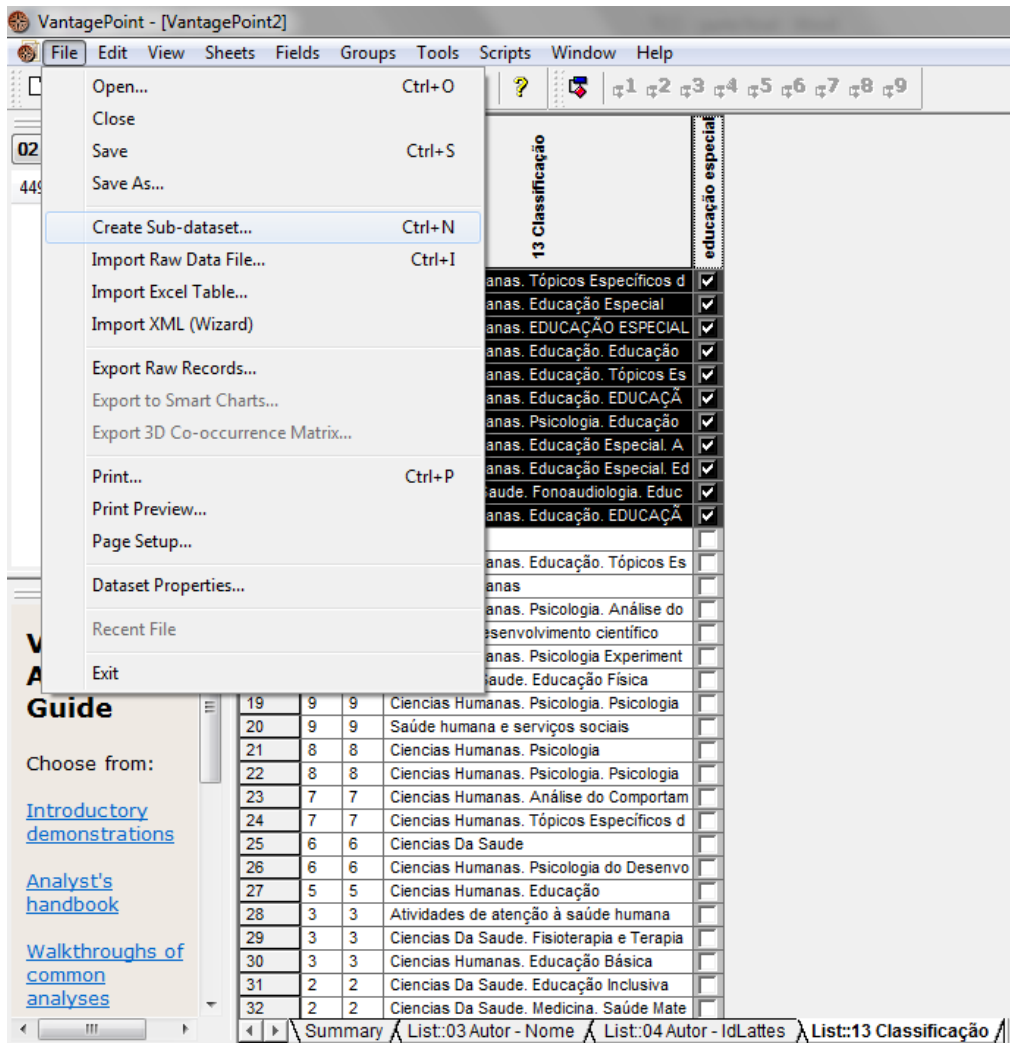 VantagePoint - [VantagePoint2]
File Edit View Sheets Fields Groups Tools Scripts Window Help
1 2 3 4 5 6 7 8 9
Open... Ctrl+O
Close
Save Ctrl+S
Save As...
Create Sub-dataset... Ctrl+N
Import Raw Data File... Ctrl+I
Import Excel Table...
Import XML (Wizard)
Export Raw Records...
Export to Smart Charts...
Export 3D Co-occurrence Matrix...
Print... Ctrl+P
Print Preview...
Page Setup...
Dataset Properties...
Recent File
Exit
02
449
13 Classificação
educação especial
anas. Tópicos Específicos d
anas. Educação Especial
anas. EDUCAÇÃO ESPECIAL
anas. Educação. Educação
anas. Educação. Tópicos Es
anas. Educação. EDUCAÇÃ
anas. Psicologia. Educação
anas. Educação Especial. A
anas. Educação Especial. Ed
aude. Fonoaudiologia. Educ
anas. Educação. EDUCAÇÃ
anas. Educação. Tópicos Es
anas
anas. Psicologia. Análise do
esenvolvimento científico
anas. Psicologia Experiment
aude. Educação Física
19 9 9 Ciencias Humanas. Psicologia. Psicologia
20 9 9 Saúde humana e serviços sociais
21 8 8 Ciencias Humanas. Psicologia
22 8 8 Ciencias Humanas. Psicologia. Psicologia
23 7 7 Ciencias Humanas. Análise do Comportam
24 7 7 Ciencias Humanas. Tópicos Específicos d
25 6 6 Ciencias Da Saude
26 6 6 Ciencias Humanas. Psicologia do Desenvo
27 5 5 Ciencias Humanas. Educação
28 3 3 Atividades de atenção à saúde humana
29 3 3 Ciencias Da Saude. Fisioterapia e Terapia
30 3 3 Ciencias Humanas. Educação Básica
31 2 2 Ciencias Da Saude. Educação Inclusiva
32 2 2 Ciencias Da Saude. Medicina. Saúde Mate
V
A
Guide
Choose from:
Introductory
demonstrations
Analyst's
handbook
Walkthroughs of
common
analyses
Summary List::03 Autor - Nome List::04 Autor - IdLattes List::13 Classificação